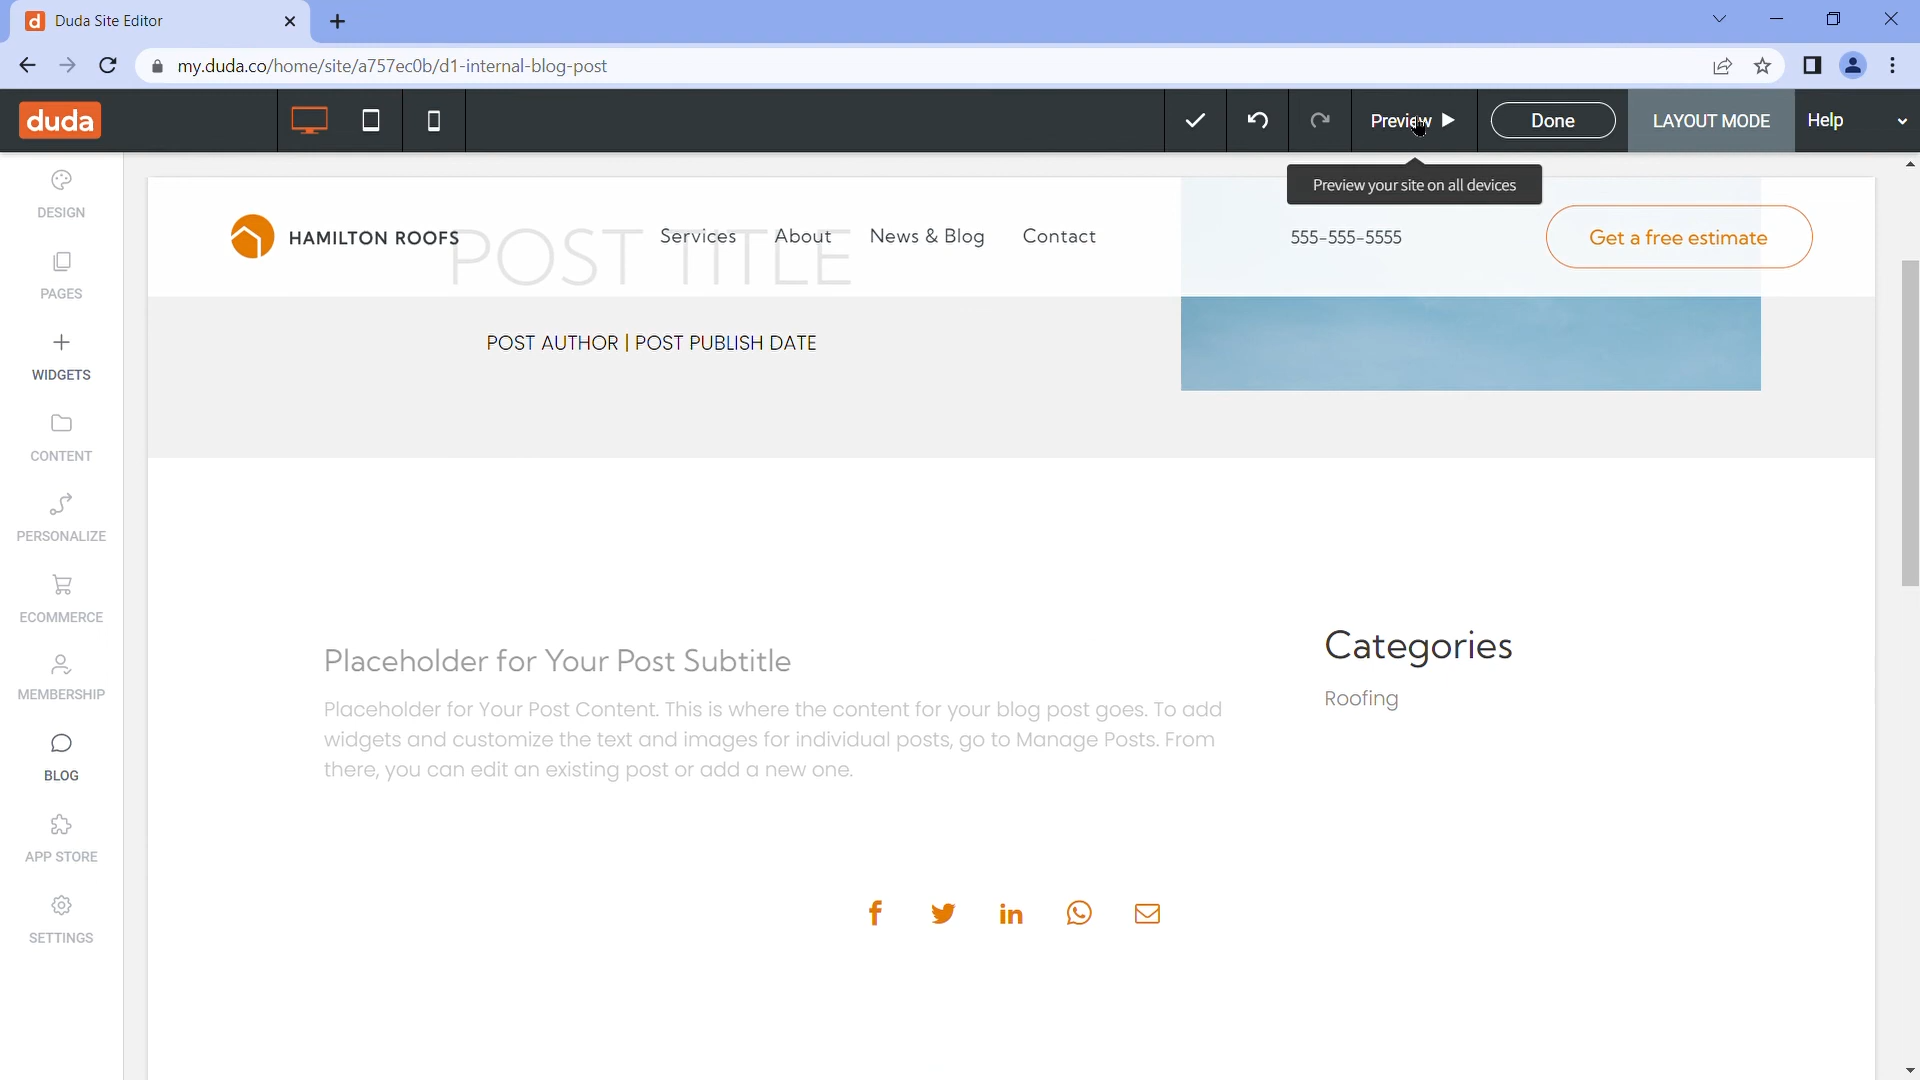 Duda Site Editor
my.duda.co/home/site/a757ec0b/d1-internal-blog-post
duda
Preview
Done
LAYOUT MODE
Help
Preview your site on all devices
DESIGN
PAGES
WIDGETS
CONTENT
PERSONALIZE
ECOMMERCE
MEMBERSHIP
BLOG
APP STORE
SETTINGS
HAMILTON ROOFS
Services
About
News & Blog
Contact
555-555-5555
Get a free estimate
POST TITLE
POST AUTHOR | POST PUBLISH DATE
Placeholder for Your Post Subtitle
Placeholder for Your Post Content. This is where the content for your blog post goes. To add
widgets and customize the text and images for individual posts, go to Manage Posts. From
there, you can edit an existing post or add a new one.
Categories
Roofing